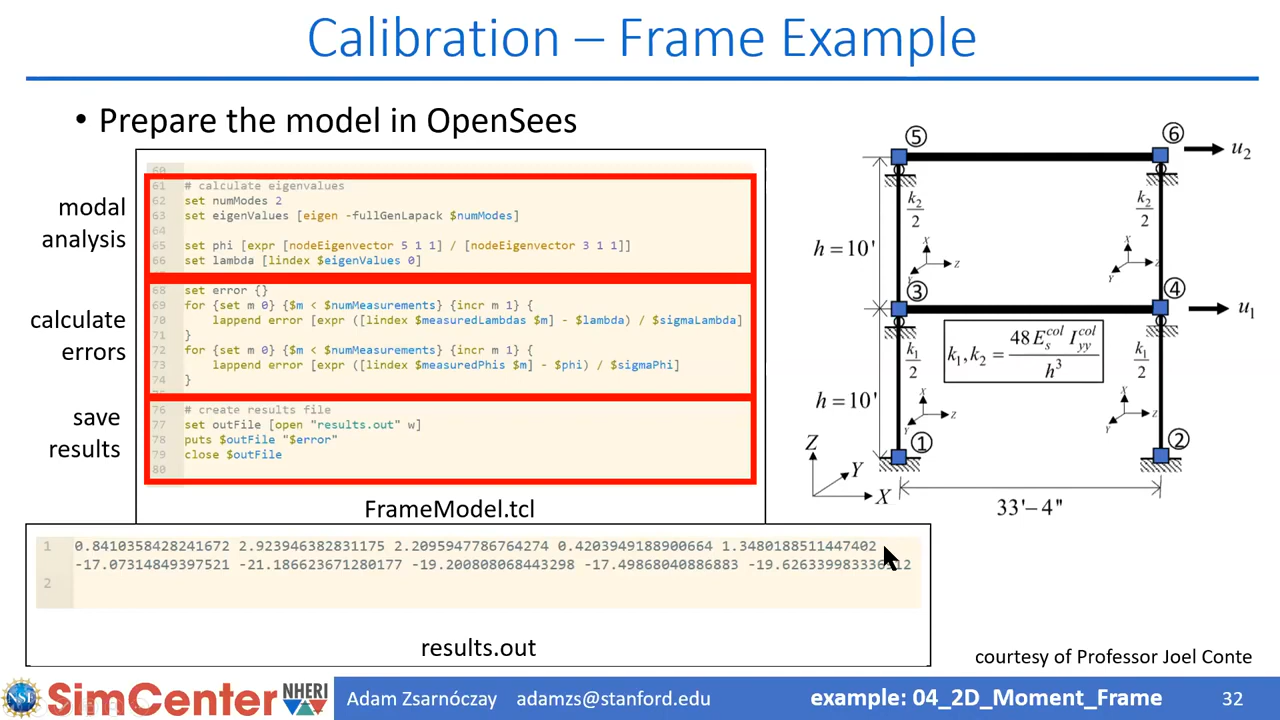 Calibration – Frame Example
• Prepare the model in OpenSees
modal
analysis
calculate
errors
save
results
60
61 # calculate eigenvalues
62 set numModes 2
63 set eigenValues [eigen -fullGenLapack $numModes]
64
65 set phi [expr [nodeEigenvector 5 1 1] / [nodeEigenvector 3 1 1]]
66 set lambda [lindex $eigenValues 0]
68 set error {}
69 for {set m 0} {$m < $numMeasurements} {incr m 1} {
70 lappend error [expr ([lindex $measuredLambdas $m] - $lambda) / $sigmaLambda]
71 }
72 for {set m 0} {$m < $numMeasurements} {incr m 1} {
73 lappend error [expr ([lindex $measuredPhis $m] - $phi) / $sigmaPhi]
74 }
76 # create results file
77 set outFile [open "results.out" w]
78 puts $outFile "$error"
79 close $outFile
80
FrameModel.tcl
1 0.8410358428241672 2.923946382831175 2.2095947786764274 0.4203949188900664 1.3480188511447402
-17.07314849397521 -21.186623671280177 -19.200808068443298 -17.49868040886883
2
results.out
⑤ ⑥ u₂
k₂/2 k₂/2
h = 10'
X Z Y X Z Y
③ ④ u₁
k₁/2 k₁, k₂ = 48 E_s^col I_yy^col / h³ k₁/2
h = 10'
X Z Y X Z Y
① ②
Z Y X
33'– 4"
courtesy of Professor Joel Conte
NSF SimCenter NHERI
Adam Zsarnóczay adamzs@stanford.edu example: 04_2D_Moment_Frame 32